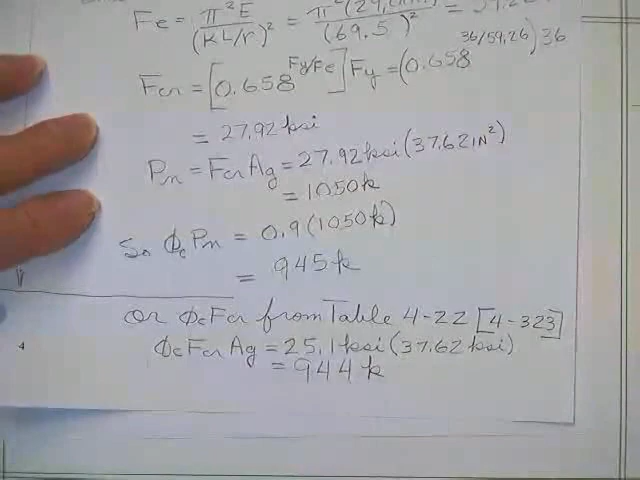 Fe = π²E/(KL/r)² = π²(29,000)/(69.5)² = 59.26
Fcr = [0.658^Fy/Fe] Fy = (0.658^36/59.26) 36
= 27.92 ksi
Pn = Fcr Ag = 27.92 ksi (37.62 IN²)
= 1050 k
So ϕcPn = 0.9 (1050 k)
= 945 k
or ϕcFcr from Table 4-22 [4-323]
ϕcFcr Ag = 25.1 ksi (37.62 ksi)
= 944 k